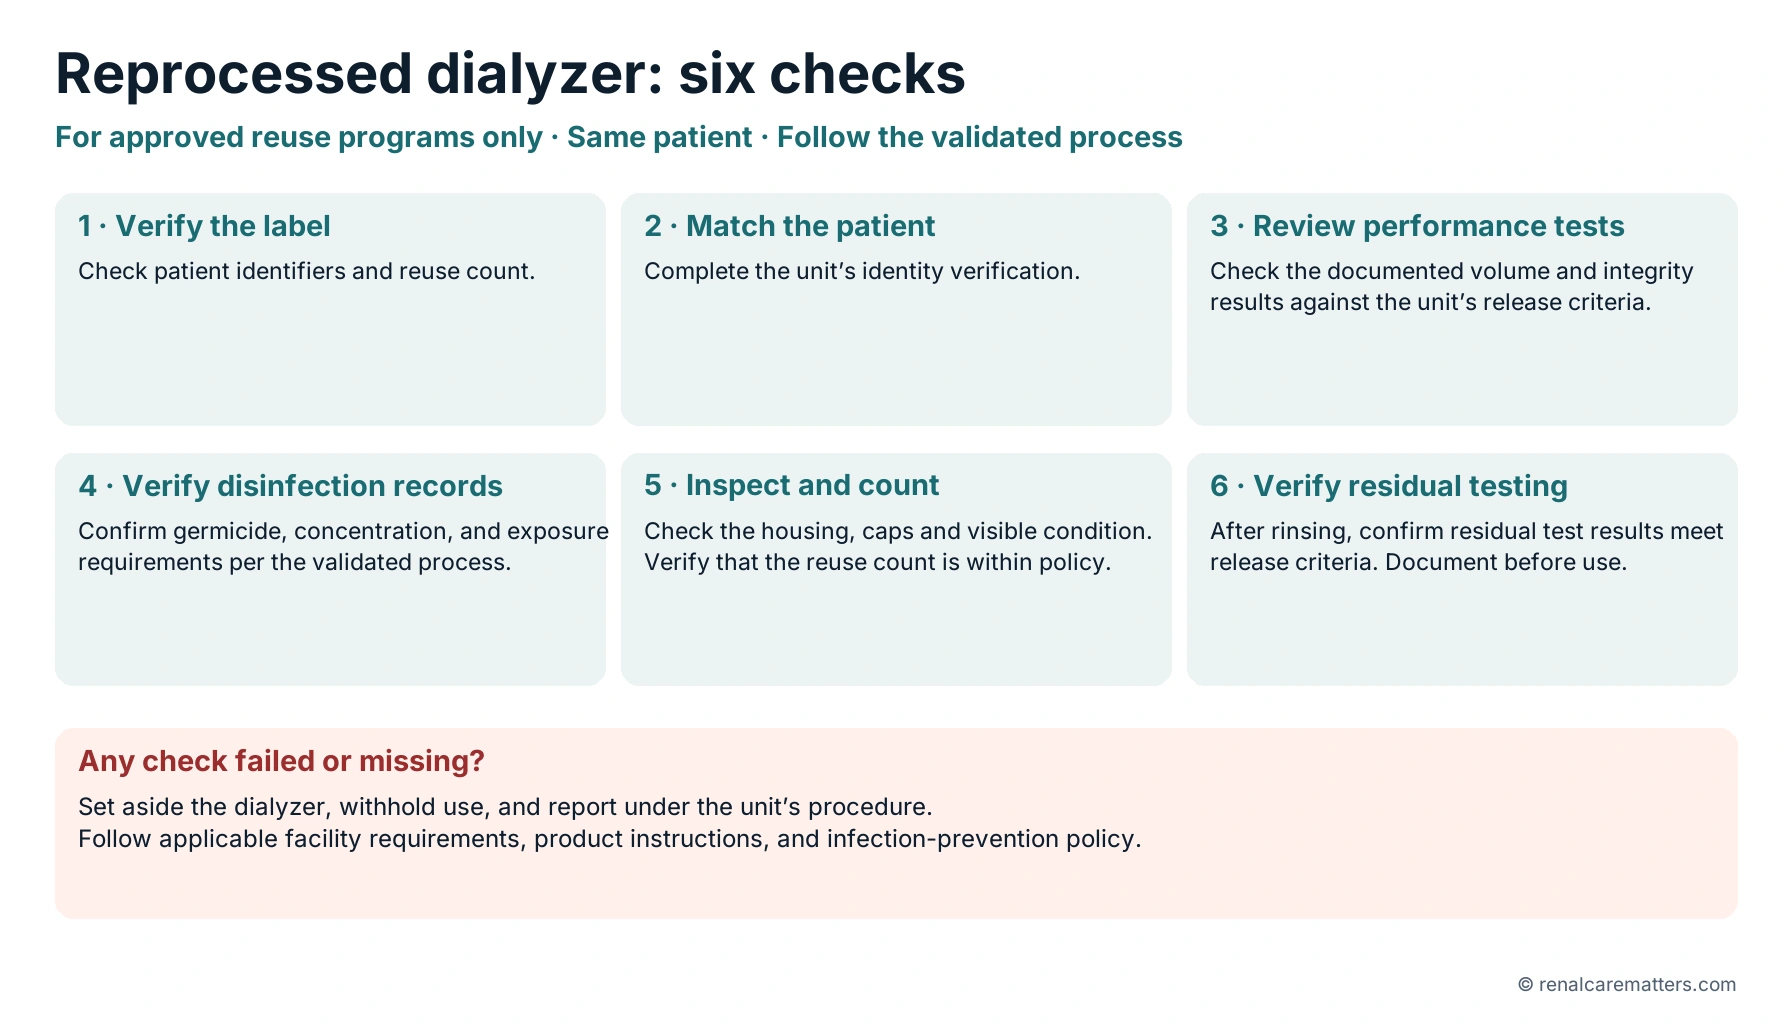 Reprocessed dialyzer: six checks
For approved reuse programs only · Same patient · Follow the validated process
1 · Verify the label
Check patient identifiers and reuse count.
2 · Match the patient
Complete the unit’s identity verification.
3 · Review performance tests
Check the documented volume and integrity
results against the unit’s release criteria.
4 · Verify disinfection records
Confirm germicide, concentration, and exposure
requirements per the validated process.
5 · Inspect and count
Check the housing, caps and visible condition.
Verify that the reuse count is within policy.
6 · Verify residual testing
After rinsing, confirm residual test results meet
release criteria. Document before use.
Any check failed or missing?
Set aside the dialyzer, withhold use, and report under the unit’s procedure.
Follow applicable facility requirements, product instructions, and infection-prevention policy.
© renalcarematters.com